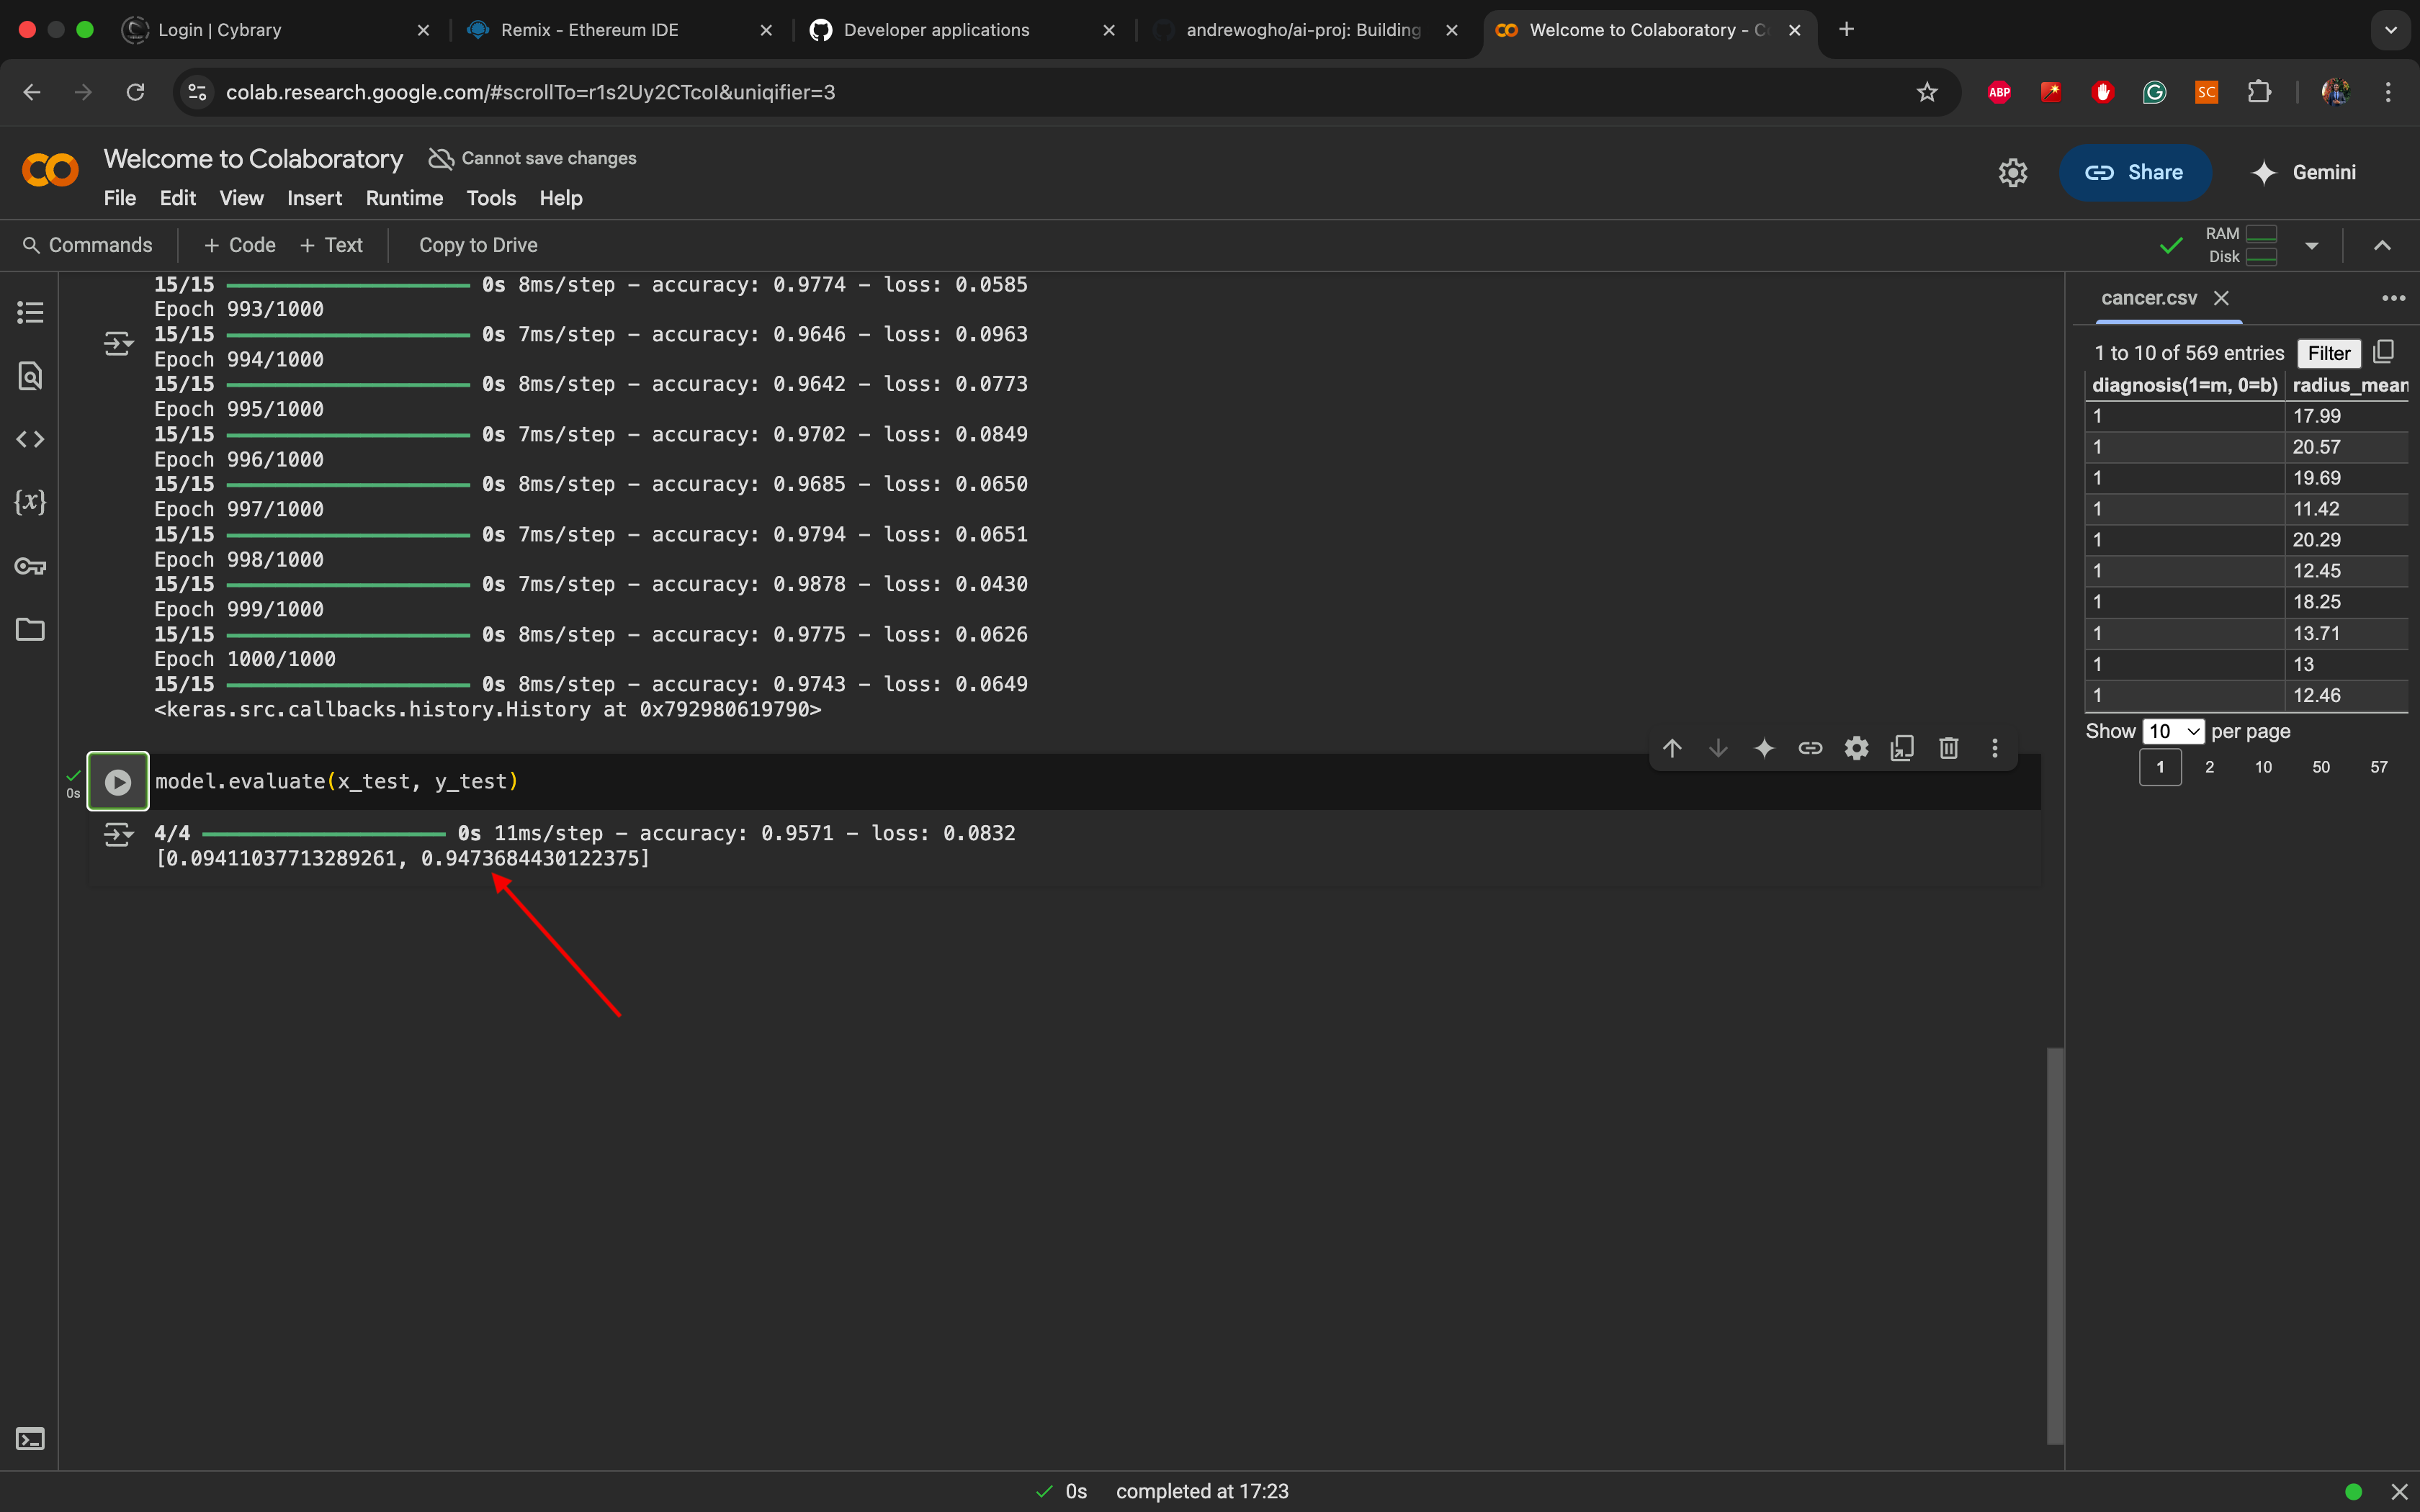 Login | Cybrary
Remix - Ethereum IDE
Developer applications
andrewogho/ai-proj: Building
Welcome to Colaboratory - C
colab.research.google.com/#scrollTo=r1s2Uy2CTcoI&uniqifier=3
ABP
SC
Welcome to Colaboratory
Cannot save changes
Share
Gemini
File Edit View Insert Runtime Tools Help
Commands + Code + Text Copy to Drive
RAM
Disk
15/15 0s 8ms/step - accuracy: 0.9774 - loss: 0.0585
Epoch 993/1000
15/15 0s 7ms/step - accuracy: 0.9646 - loss: 0.0963
Epoch 994/1000
15/15 0s 8ms/step - accuracy: 0.9642 - loss: 0.0773
Epoch 995/1000
15/15 0s 7ms/step - accuracy: 0.9702 - loss: 0.0849
Epoch 996/1000
15/15 0s 8ms/step - accuracy: 0.9685 - loss: 0.0650
Epoch 997/1000
15/15 0s 7ms/step - accuracy: 0.9794 - loss: 0.0651
Epoch 998/1000
15/15 0s 7ms/step - accuracy: 0.9878 - loss: 0.0430
Epoch 999/1000
15/15 0s 8ms/step - accuracy: 0.9775 - loss: 0.0626
Epoch 1000/1000
15/15 0s 8ms/step - accuracy: 0.9743 - loss: 0.0649
<keras.src.callbacks.history.History at 0x792980619790>
0s
model.evaluate(x_test, y_test)
4/4 0s 11ms/step - accuracy: 0.9571 - loss: 0.0832
[0.09411037713289261, 0.9473684430122375]
cancer.csv
1 to 10 of 569 entries Filter
diagnosis(1=m, 0=b) radius_mean
1 17.99
1 20.57
1 19.69
1 11.42
1 20.29
1 12.45
1 18.25
1 13.71
1 13
1 12.46
Show 10 per page
1 2 10 50 57
0s completed at 17:23